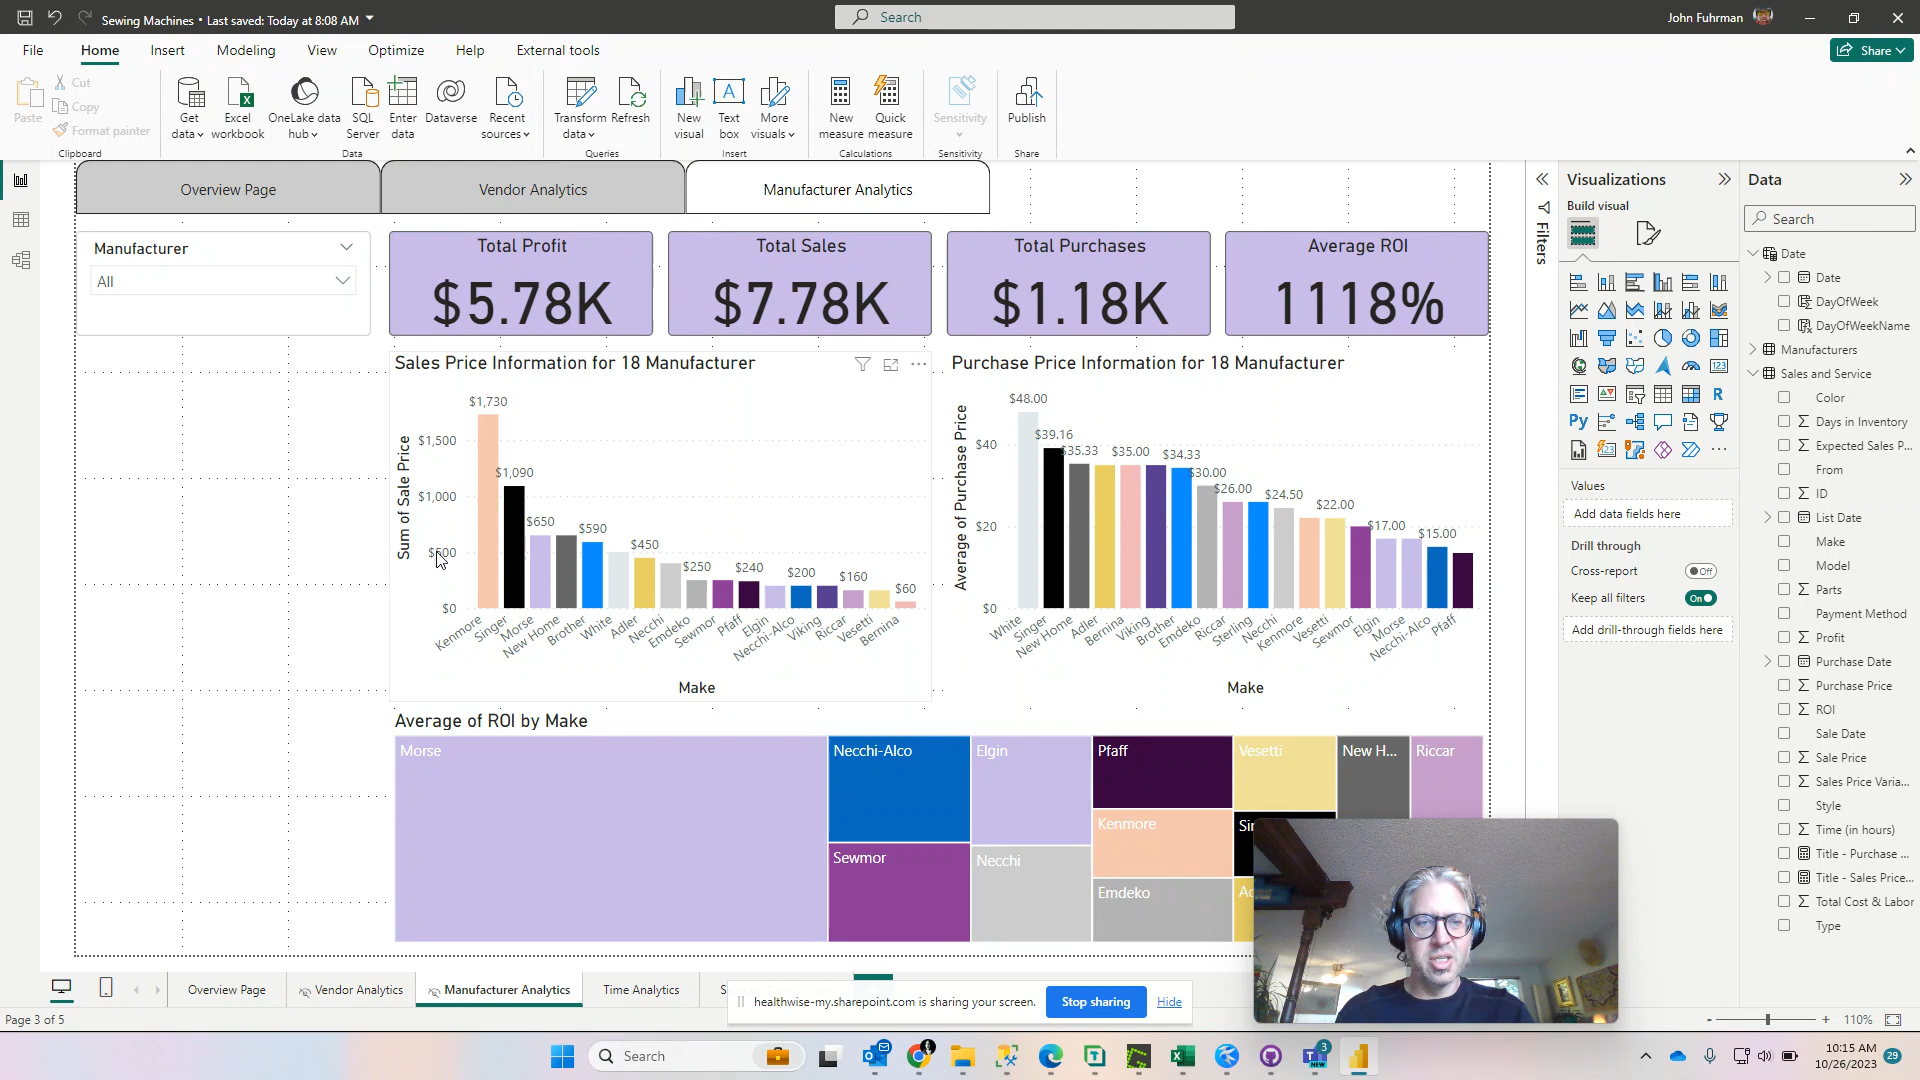 Sewing Machines • Last saved: Today at 8:08 AM
Search
John Fuhrman
File
Home
Insert
Modeling
View
Optimize
Help
External tools
Share
Paste
Cut
Copy
Format painter
Get data
Excel workbook
OneLake data hub
SQL Server
Enter data
Dataverse
Recent sources
Transform data
Refresh
New visual
Text box
More visuals
New measure
Quick measure
Sensitivity
Publish
Clipboard
Data
Queries
Insert
Calculations
Sensitivity
Share
Overview Page
Vendor Analytics
Manufacturer Analytics
Manufacturer
All
Total Profit
$5.78K
Total Sales
$7.78K
Total Purchases
$1.18K
Average ROI
1118%
Sales Price Information for 18 Manufacturer
Sum of Sale Price
$1,500
$1,000
$500
$0
$1,730
$1,090
$650
$590
$450
$250
$240
$200
$160
$60
Kenmore
Singer
Morse
New Home
Brother
White
Adler
Necchi
Emdeko
Sewmor
Pfaff
Elgin
Necchi-Alco
Viking
Riccar
Vesetti
Bernina
Make
Purchase Price Information for 18 Manufacturer
Average of Purchase Price
$40
$20
$0
$48.00
$39.16
$35.33
$35.00
$34.33
$30.00
$26.00
$24.50
$22.00
$17.00
$15.00
White
Singer
New Home
Adler
Bernina
Viking
Brother
Emdeko
Riccar
Sterling
Necchi
Kenmore
Vesetti
Sewmor
Elgin
Morse
Necchi-Alco
Pfaff
Make
Average of ROI by Make
Morse
Necchi-Alco
Sewmor
Elgin
Necchi
Pfaff
Kenmore
Emdeko
Vesetti
New H...
Riccar
Filters
Visualizations
Build visual
123
R
Py
Values
Add data fields here
Drill through
Cross-report
Off
Keep all filters
On
Add drill-through fields here
Data
Search
Date
Date
DayOfWeek
DayOfWeekName
Manufacturers
Sales and Service
Color
Days in Inventory
Expected Sales P...
From
ID
List Date
Make
Model
Parts
Payment Method
Profit
Purchase Date
Purchase Price
ROI
Sale Date
Sale Price
Sales Price Varia...
Style
Time (in hours)
Title - Purchase ...
Title - Sales Price...
Total Cost & Labor
Type
Overview Page
Vendor Analytics
Manufacturer Analytics
Time Analytics
healthwise-my.sharepoint.com is sharing your screen.
Stop sharing
Hide
Page 3 of 5
- + 110%
Search
3
NEW
10:15 AM
10/26/2023
29